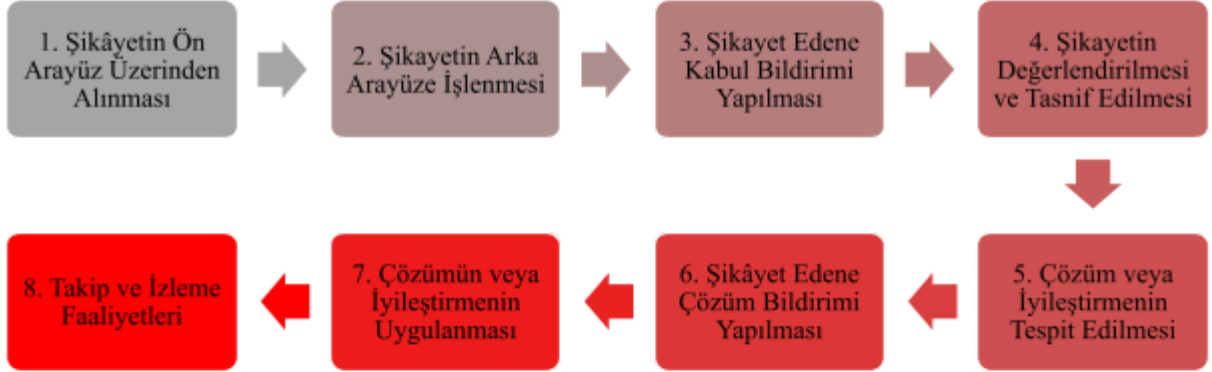 1. Şikâyetin Ön
Arayüz Üzerinden
Alınması
2. Şikayetin Arka
Arayüze İşlenmesi
3. Şikayet Edene
Kabul Bildirimi
Yapılması
4. Şikayetin
Değerlendirilmesi
ve Tasnif Edilmesi
5. Çözüm veya
İyileştirmenin
Tespit Edilmesi
6. Şikâyet Edene
Çözüm Bildirimi
Yapılması
7. Çözümün veya
İyileştirmenin
Uygulanması
8. Takip ve İzleme
Faaliyetleri